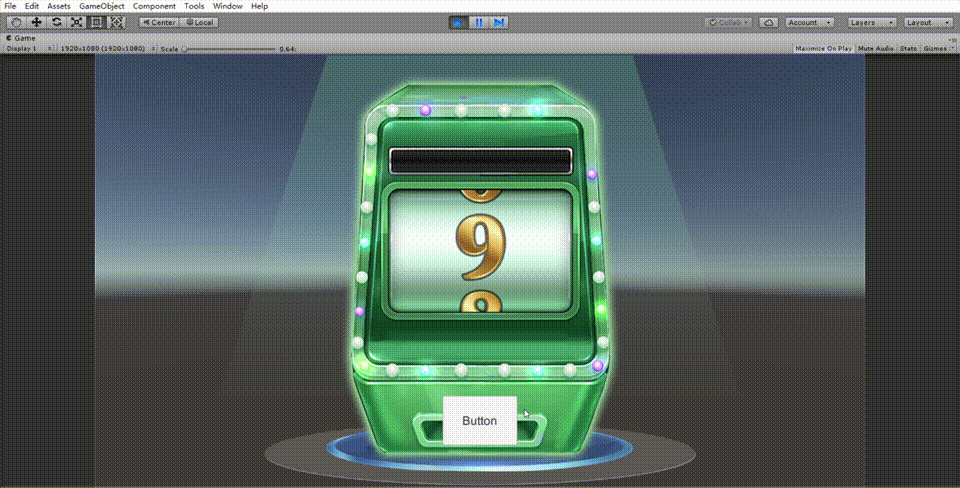 File Edit Assets GameObject Component Tools Window Help
Center Local Collab Account Layers Layout
Game
Display 1 1920x1080 (1920x1080) Scale 0.64: Maximize On Play Mute Audio Stats Gizmos
9
Button